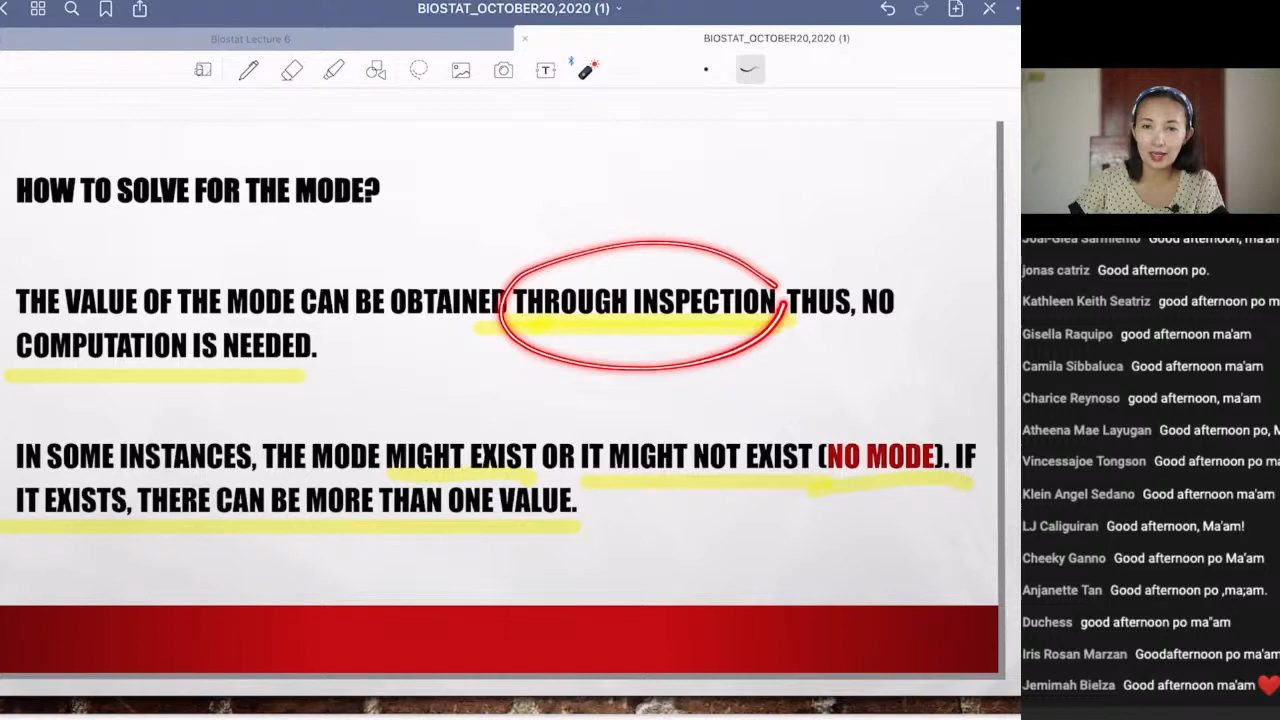 BIOSTAT_OCTOBER20,2020 (1)
Biostat Lecture 6
BIOSTAT_OCTOBER20,2020 (1)
T
HOW TO SOLVE FOR THE MODE?
THE VALUE OF THE MODE CAN BE OBTAINED THROUGH INSPECTION. THUS, NO
COMPUTATION IS NEEDED.
IN SOME INSTANCES, THE MODE MIGHT EXIST OR IT MIGHT NOT EXIST (NO MODE). IF
IT EXISTS, THERE CAN BE MORE THAN ONE VALUE.
Joar-Glea Sarmiento Good afternoon, ma'am
jonas catriz Good afternoon po.
Kathleen Keith Seatriz good afternoon po
Gisella Raquipo good afternoon ma'am
Camila Sibbaluca Good afternoon ma'am
Charice Reynoso good afternoon, ma'am
Atheena Mae Layugan Good afternoon po,
Vincessajoe Tongson Good afternoon po
Klein Angel Sedano Good afternoon ma'am
LJ Caliguiran Good afternoon, Ma'am!
Cheeky Ganno Good afternoon po Ma'am
Anjanette Tan Good afternoon po ,ma;am.
Duchess good afternoon po ma"am
Iris Rosan Marzan Goodafternoon po
Jemimah Bielza Good afternoon ma'am